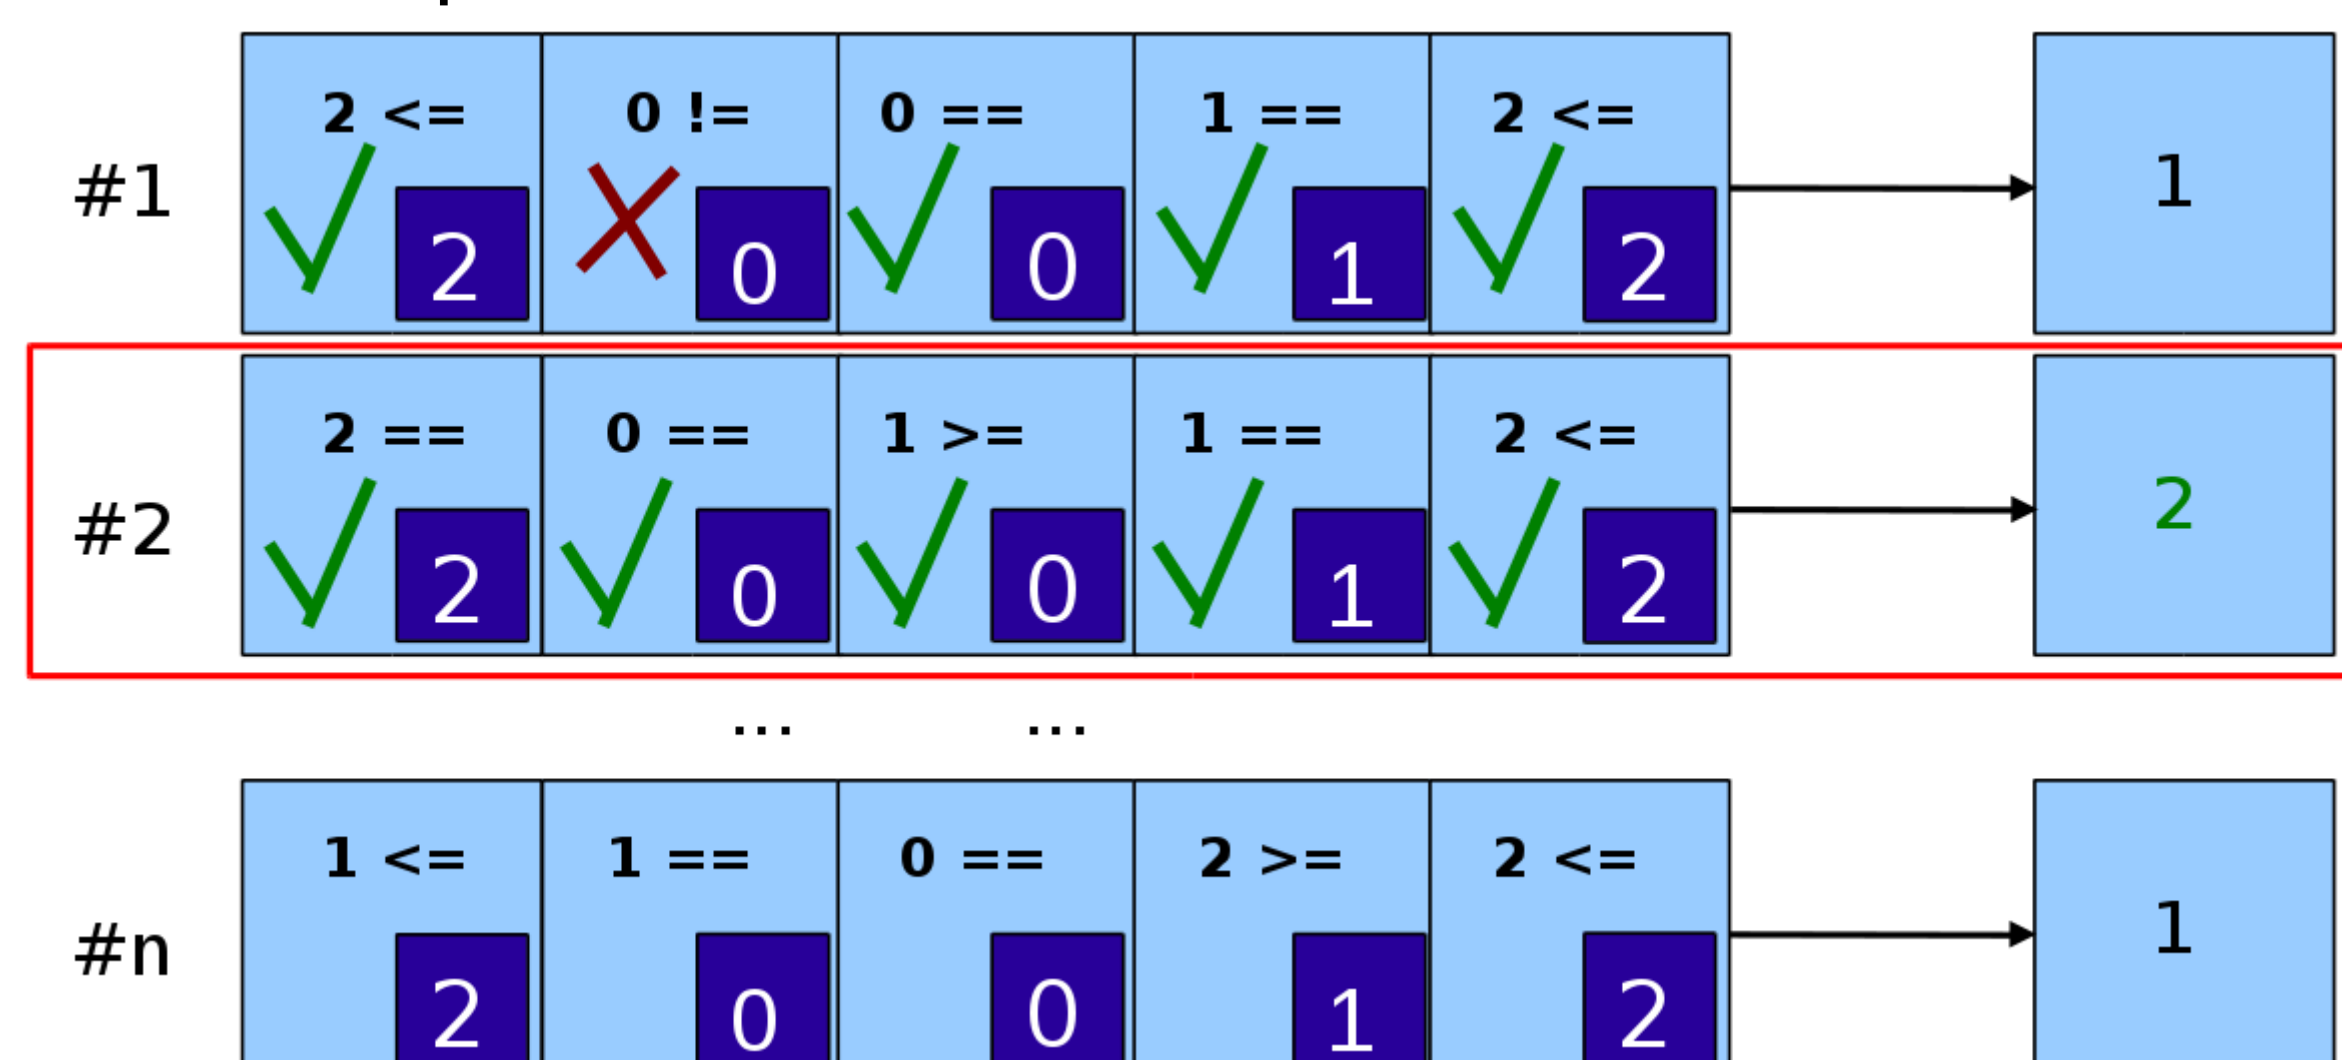 2 <= 0 != 0 == 1 == 2 <=
#1 2 0 0 1 2 1
2 == 0 == 1 >= 1 == 2 <=
#2 2 0 0 1 2 2
... ...
1 <= 1 == 0 == 2 >= 2 <=
#n 2 0 0 1 2 1